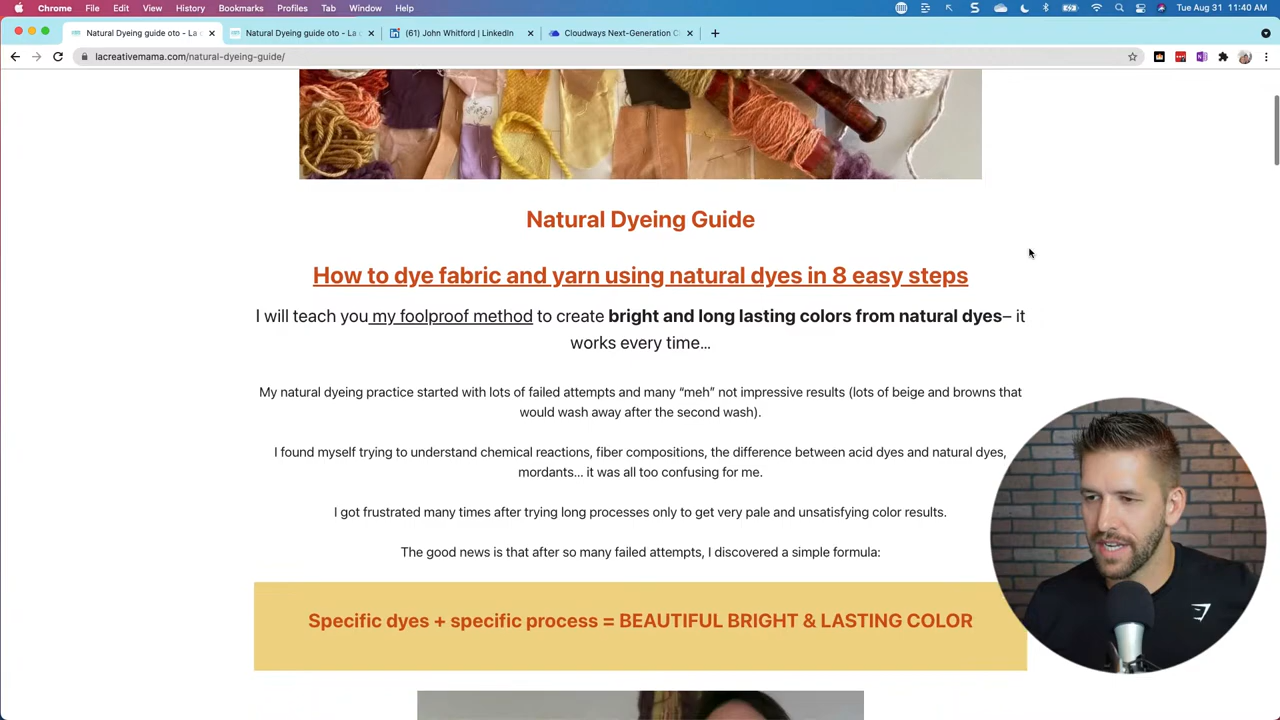 Chrome File Edit View History Bookmarks Profiles Tab Window Help Tue Aug 31 11:40 AM
Natural Dyeing guide oto - La c Natural Dyeing guide oto - La c (61) John Whitford | LinkedIn Cloudways Next-Generation C
lacreativemama.com/natural-dyeing-guide/
Natural Dyeing Guide
How to dye fabric and yarn using natural dyes in 8 easy steps
I will teach you my foolproof method to create bright and long lasting colors from natural dyes– it
works every time…
My natural dyeing practice started with lots of failed attempts and many “meh” not impressive results (lots of beige and browns that
would wash away after the second wash).
I found myself trying to understand chemical reactions, fiber compositions, the difference between acid dyes and natural dyes,
mordants… it was all too confusing for me.
I got frustrated many times after trying long processes only to get very pale and unsatisfying color results.
The good news is that after so many failed attempts, I discovered a simple formula:
Specific dyes + specific process = BEAUTIFUL BRIGHT & LASTING COLOR